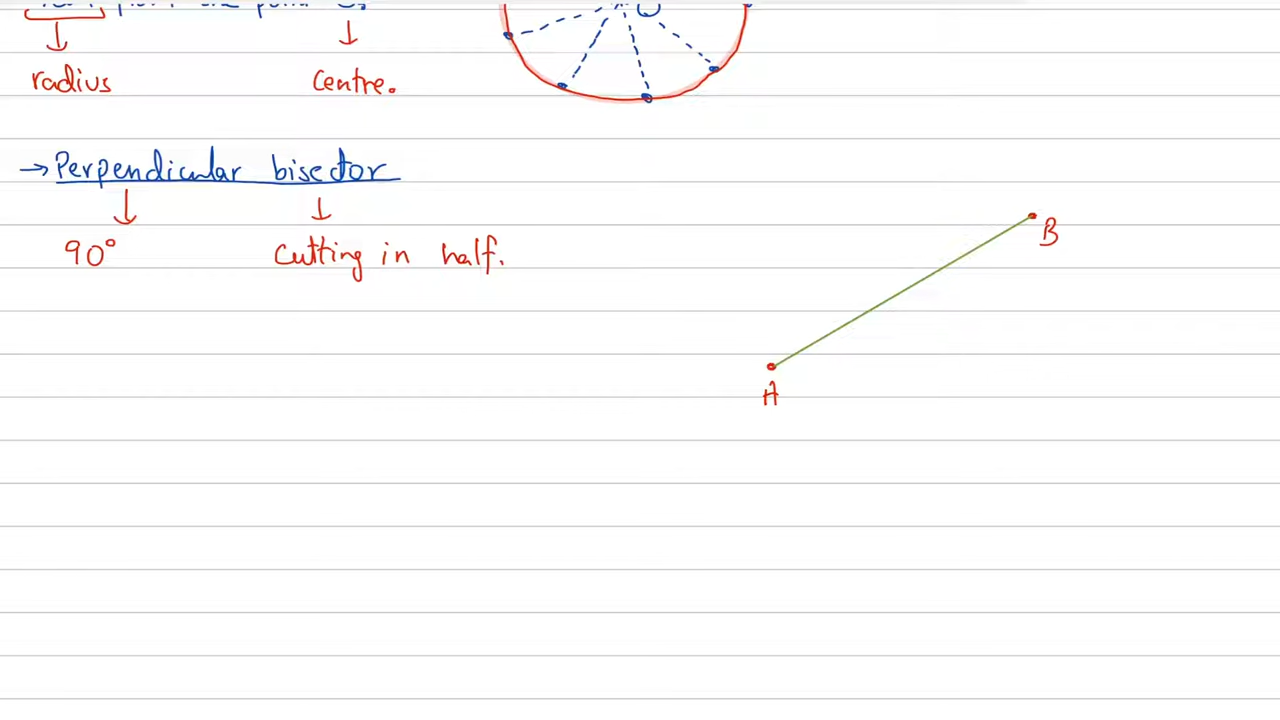 radius centre.
O
→ Perpendicular bisector
90° Cutting in half.
B
A